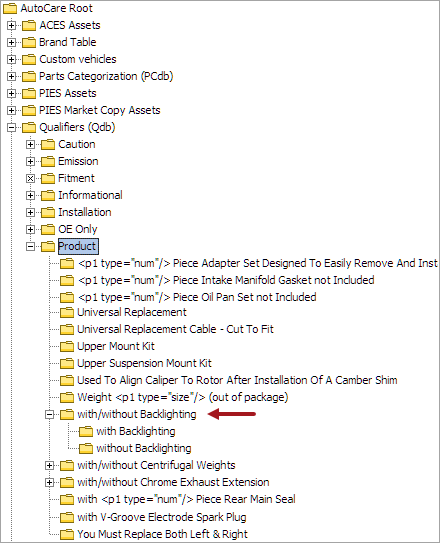 AutoCare Root
ACES Assets
Brand Table
Custom vehicles
Parts Categorization (PCdb)
PIES Assets
PIES Market Copy Assets
Qualifiers (Qdb)
Caution
Emission
Fitment
Informational
Installation
OE Only
Product
<p1 type="num"/> Piece Adapter Set Designed To Easily Remove And Inst
<p1 type="num"/> Piece Intake Manifold Gasket not Included
<p1 type="num"/> Piece Oil Pan Set not Included
Universal Replacement
Universal Replacement Cable - Cut To Fit
Upper Mount Kit
Upper Suspension Mount Kit
Used To Align Caliper To Rotor After Installation Of A Camber Shim
Weight <p1 type="size"/> (out of package)
with/without Backlighting
with Backlighting
without Backlighting
with/without Centrifugal Weights
with/without Chrome Exhaust Extension
with <p1 type="num"/> Piece Rear Main Seal
with V-Groove Electrode Spark Plug
You Must Replace Both Left & Right